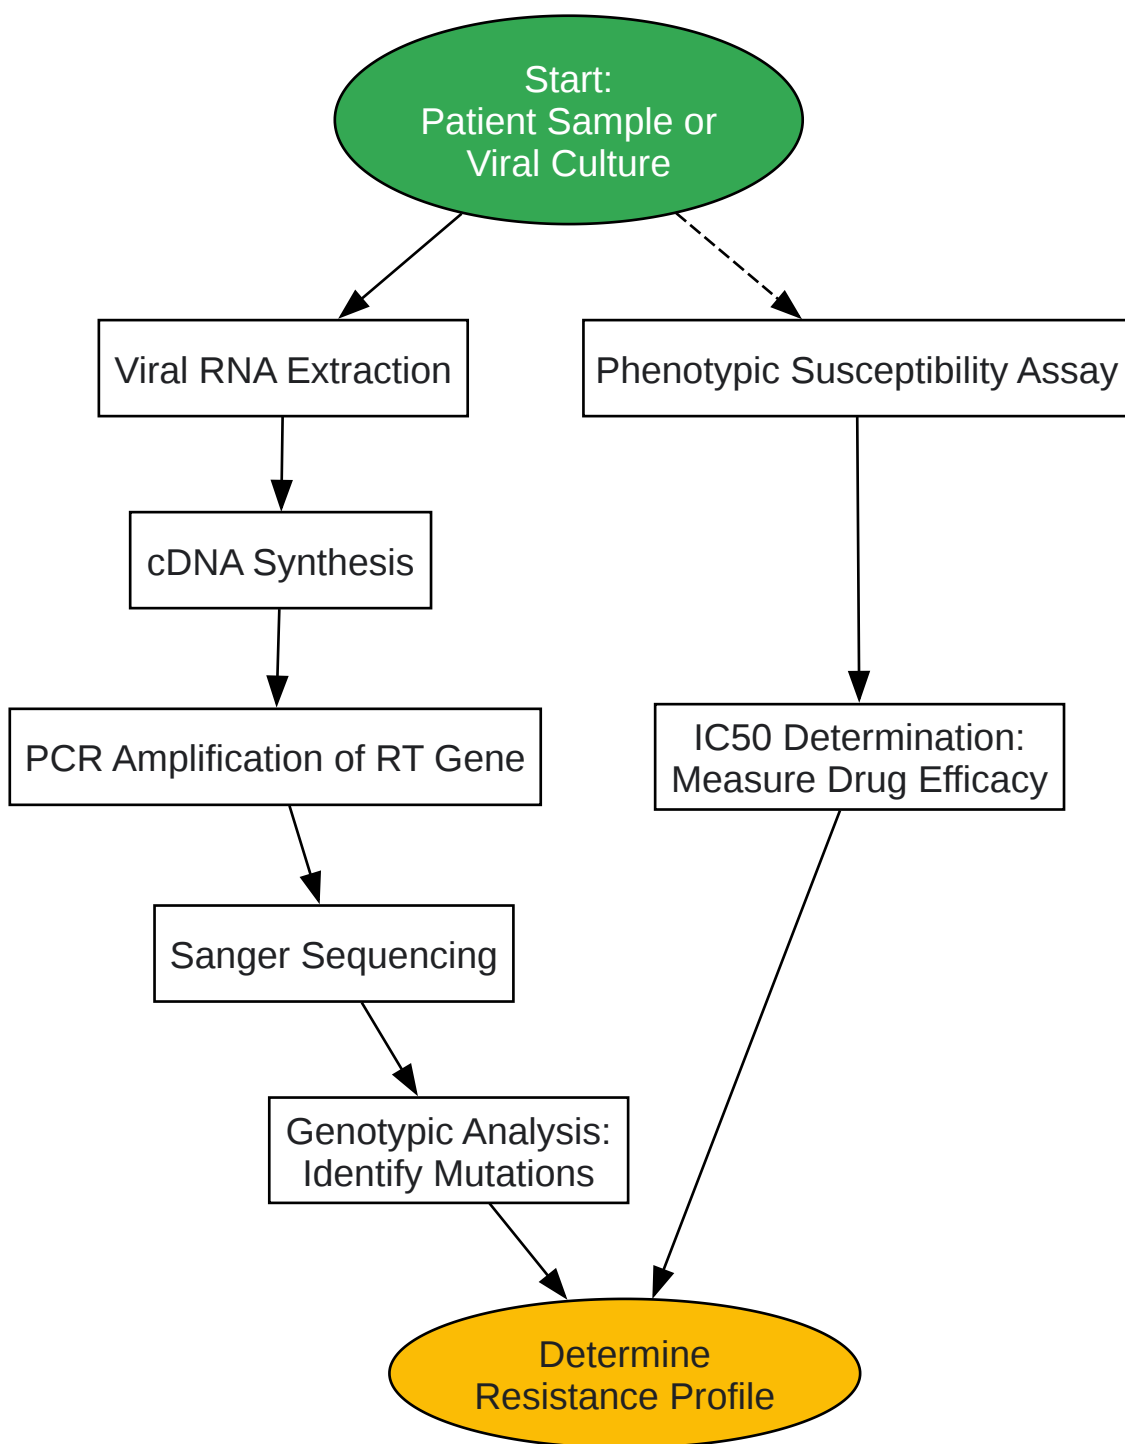 Start:
Patient Sample or
Viral Culture
Viral RNA Extraction
Phenotypic Susceptibility Assay
cDNA Synthesis
PCR Amplification of RT Gene
IC50 Determination:
Measure Drug Efficacy
Sanger Sequencing
Genotypic Analysis:
Identify Mutations
Determine
Resistance Profile